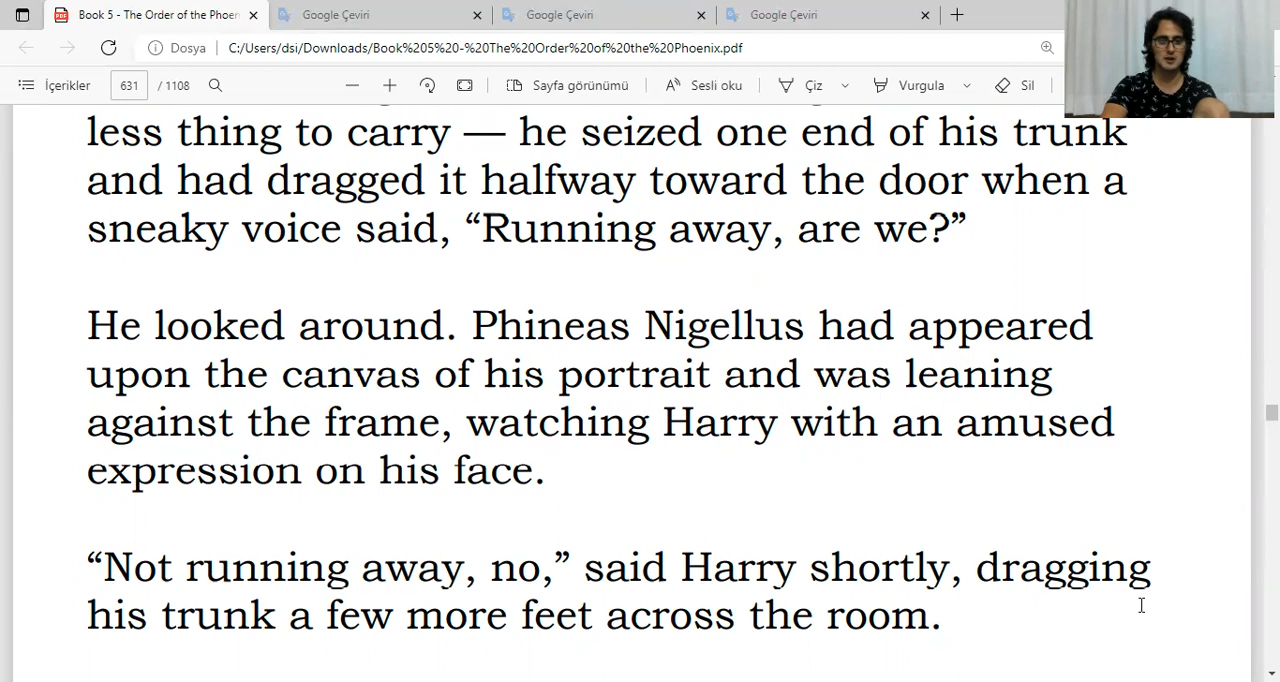 Book 5 - The Order of the Phoen
Google Çeviri
Google Çeviri
Google Çeviri
Dosya
C:/Users/dsi/Downloads/Book%205%20-%20The%20Order%20of%20the%20Phoenix.pdf
İçerikler
631 / 1108
Sayfa görünümü
Sesli oku
Çiz
Vurgula
Sil
less thing to carry — he seized one end of his trunk
and had dragged it halfway toward the door when a
sneaky voice said, “Running away, are we?”
He looked around. Phineas Nigellus had appeared
upon the canvas of his portrait and was leaning
against the frame, watching Harry with an amused
expression on his face.
“Not running away, no,” said Harry shortly, dragging
his trunk a few more feet across the room.